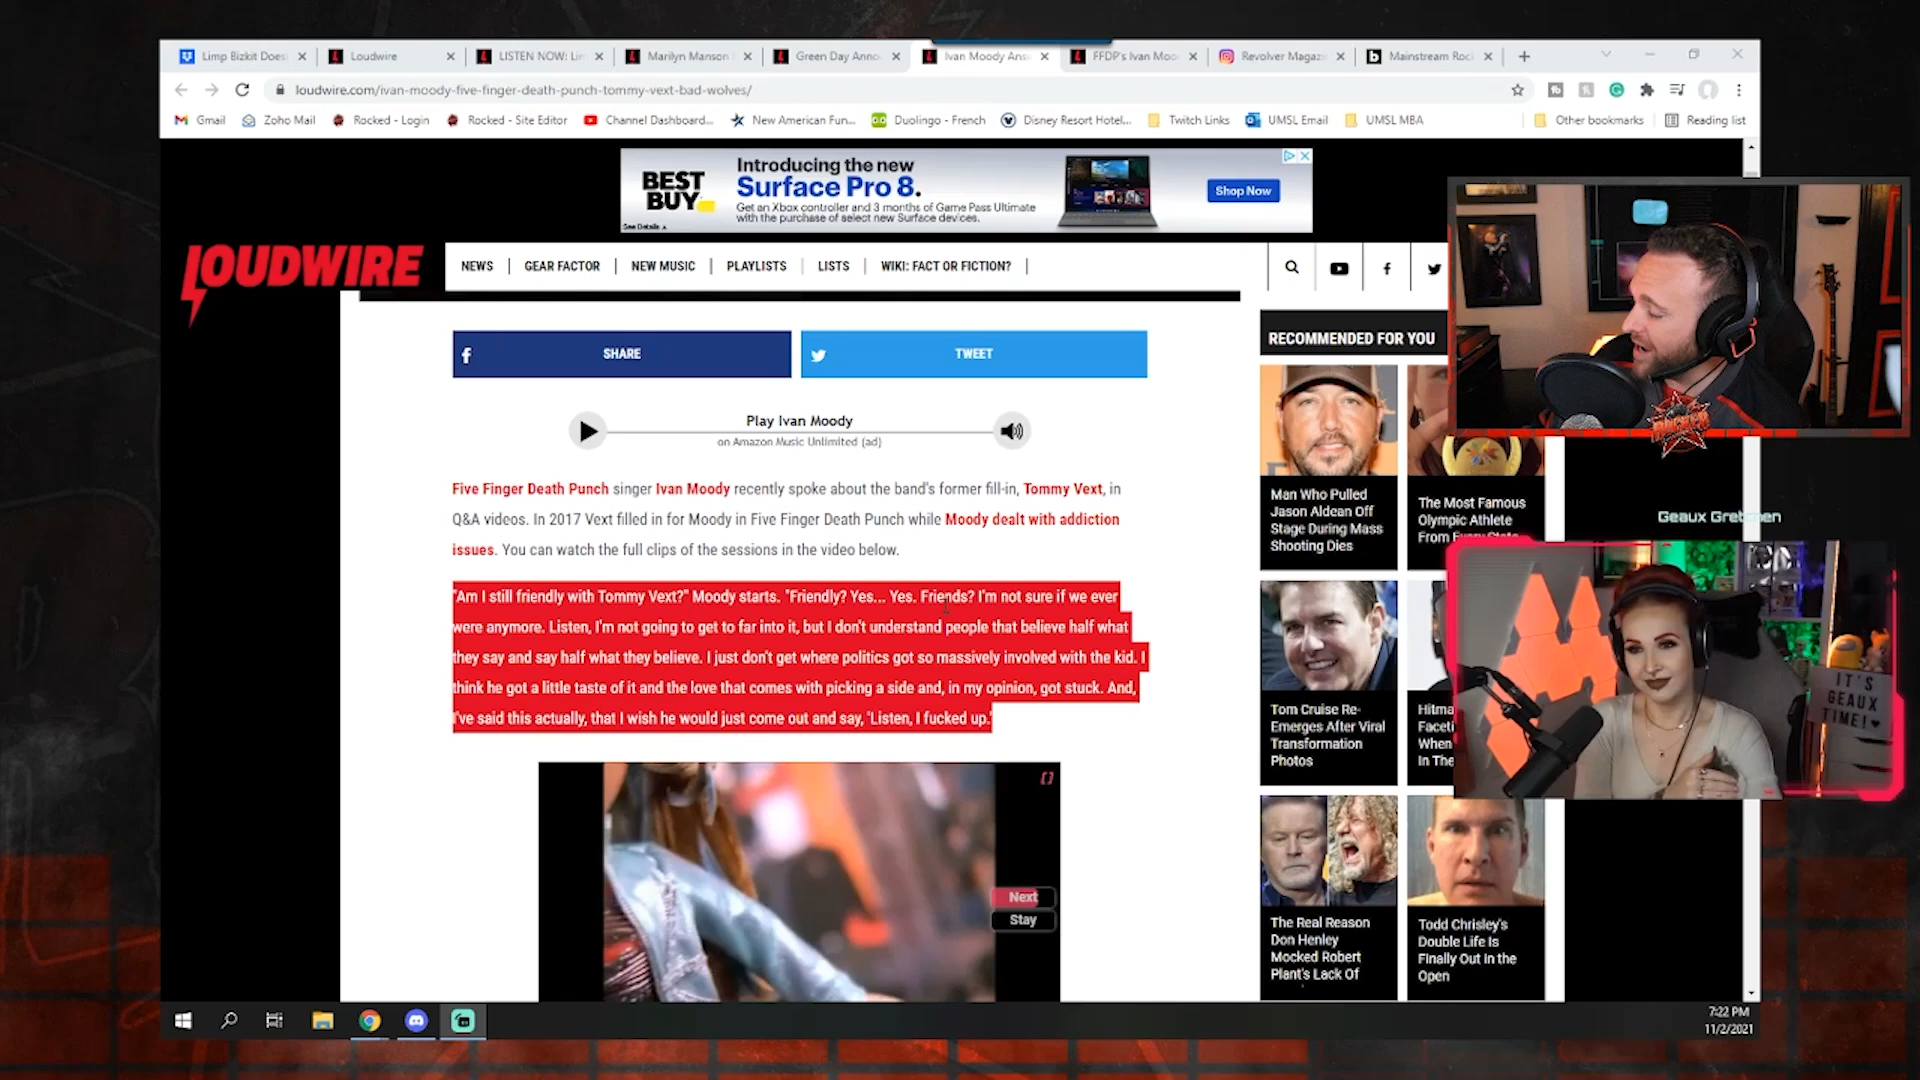 Limp Bizkit Does
Loudwire
LISTEN NOW: Lim
Marilyn Manson
Green Day Anno
Ivan Moody Ans
FFDP's Ivan Moo
Revolver Magazi
Mainstream Roc
loudwire.com/ivan-moody-five-finger-death-punch-tommy-vext-bad-wolves/
Gmail
Zoho Mail
Rocked - Login
Rocked - Site Editor
Channel Dashboard...
New American Fun...
Duolingo - French
Disney Resort Hotel...
Twitch Links
UMSL Email
UMSL MBA
Other bookmarks
Reading list
BEST
BUY
See Details
Introducing the new
Surface Pro 8.
Get an Xbox controller and 3 months of Game Pass Ultimate
with the purchase of select new Surface devices.
Shop Now
LOUDWIRE
NEWS
GEAR FACTOR
NEW MUSIC
PLAYLISTS
LISTS
WIKI: FACT OR FICTION?
SHARE
TWEET
Play Ivan Moody
on Amazon Music Unlimited (ad)
Five Finger Death Punch singer Ivan Moody recently spoke about the band's former fill-in, Tommy Vext, in
Q&A videos. In 2017 Vext filled in for Moody in Five Finger Death Punch while Moody dealt with addiction
issues. You can watch the full clips of the sessions in the video below.
"Am I still friendly with Tommy Vext?" Moody starts. "Friendly? Yes... Yes. Friends? I'm not sure if we ever
were anymore. Listen, I'm not going to get to far into it, but I don't understand people that believe half what
they say and say half what they believe. I just don't get where politics got so massively involved with the kid. I
think he got a little taste of it and the love that comes with picking a side and, in my opinion, got stuck. And,
I've said this actually, that I wish he would just come out and say, 'Listen, I fucked up.'
Next
Stay
RECOMMENDED FOR YOU
Man Who Pulled
Jason Aldean Off
Stage During Mass
Shooting Dies
The Most Famous
Olympic Athlete
From Every State
Tom Cruise Re-
Emerges After Viral
Transformation
Photos
Hitma
Faceti
When
In The
The Real Reason
Don Henley
Mocked Robert
Plant's Lack Of
Todd Chrisley's
Double Life Is
Finally Out in the
Open
ROCKED
Geaux Gretchen
IT'S
GEAUX
TIME!
7:22 PM
11/2/2021